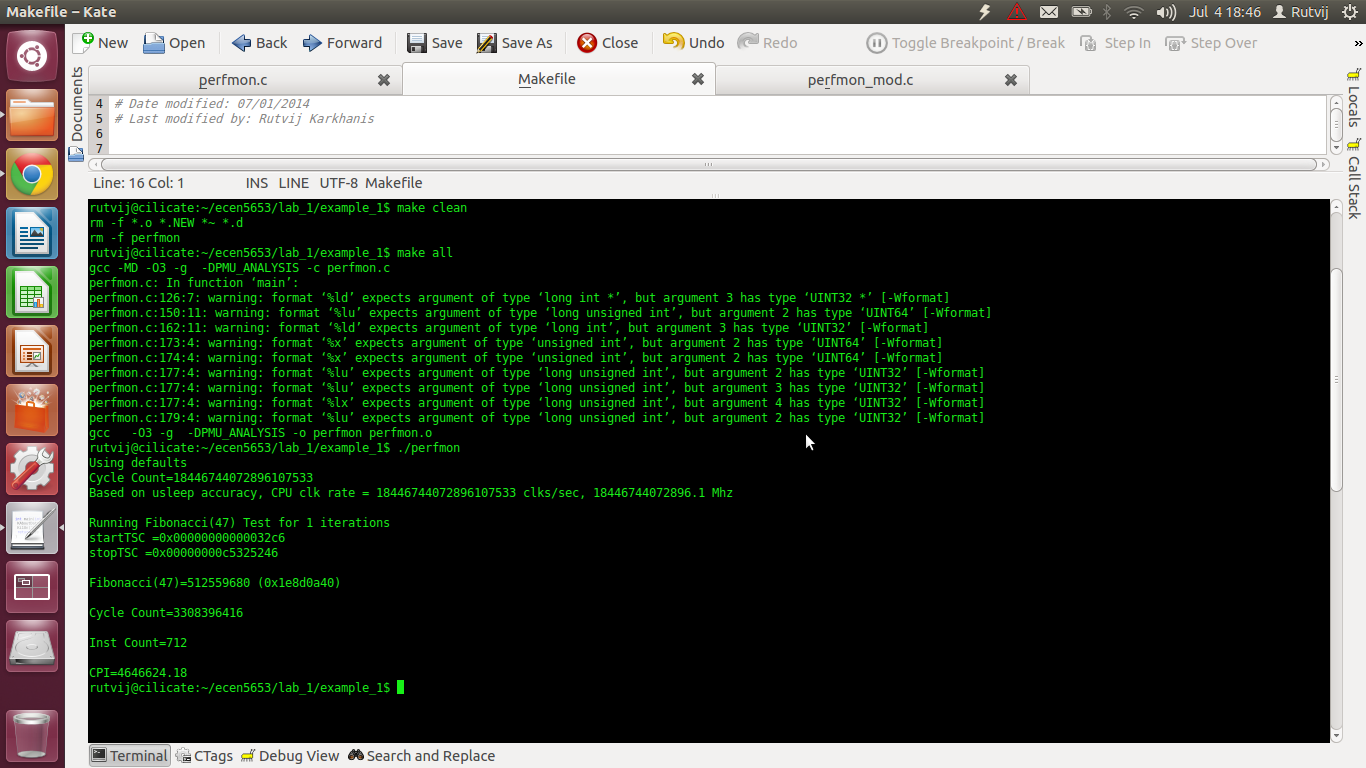 Makefile – Kate
Jul 4 18:46 Rutvij
New Open Back Forward Save Save As Close Undo Redo Toggle Breakpoint / Break Step In Step Over »
Documents
perfmon.c Makefile perfmon_mod.c
4 # Date modified: 07/01/2014
5 # Last modified by: Rutvij Karkhanis
6
7
Locals
Call Stack
Line: 16 Col: 1 INS LINE UTF-8 Makefile
rutvij@cilicate:~/ecen5653/lab_1/example_1$ make clean
rm -f *.o *.NEW *~ *.d
rm -f perfmon
rutvij@cilicate:~/ecen5653/lab_1/example_1$ make all
gcc -MD -O3 -g  -DPMU_ANALYSIS -c perfmon.c
perfmon.c: In function ‘main’:
perfmon.c:126:7: warning: format ‘%ld’ expects argument of type ‘long int *’, but argument 3 has type ‘UINT32 *’ [-Wformat]
perfmon.c:150:11: warning: format ‘%lu’ expects argument of type ‘long unsigned int’, but argument 2 has type ‘UINT64’ [-Wformat]
perfmon.c:162:11: warning: format ‘%ld’ expects argument of type ‘long int’, but argument 3 has type ‘UINT32’ [-Wformat]
perfmon.c:173:4: warning: format ‘%x’ expects argument of type ‘unsigned int’, but argument 2 has type ‘UINT64’ [-Wformat]
perfmon.c:174:4: warning: format ‘%x’ expects argument of type ‘unsigned int’, but argument 2 has type ‘UINT64’ [-Wformat]
perfmon.c:177:4: warning: format ‘%lu’ expects argument of type ‘long unsigned int’, but argument 2 has type ‘UINT32’ [-Wformat]
perfmon.c:177:4: warning: format ‘%lu’ expects argument of type ‘long unsigned int’, but argument 3 has type ‘UINT32’ [-Wformat]
perfmon.c:177:4: warning: format ‘%lx’ expects argument of type ‘long unsigned int’, but argument 4 has type ‘UINT32’ [-Wformat]
perfmon.c:179:4: warning: format ‘%lu’ expects argument of type ‘long unsigned int’, but argument 2 has type ‘UINT32’ [-Wformat]
gcc   -O3 -g  -DPMU_ANALYSIS -o perfmon perfmon.o
rutvij@cilicate:~/ecen5653/lab_1/example_1$ ./perfmon
Using defaults
Cycle Count=18446744072896107533
Based on usleep accuracy, CPU clk rate = 18446744072896107533 clks/sec, 18446744072896.1 Mhz
Running Fibonacci(47) Test for 1 iterations
startTSC =0x00000000000032c6
stopTSC =0x00000000c5325246
Fibonacci(47)=512559680 (0x1e8d0a40)
Cycle Count=3308396416
Inst Count=712
CPI=4646624.18
rutvij@cilicate:~/ecen5653/lab_1/example_1$
Terminal CTags Debug View Search and Replace